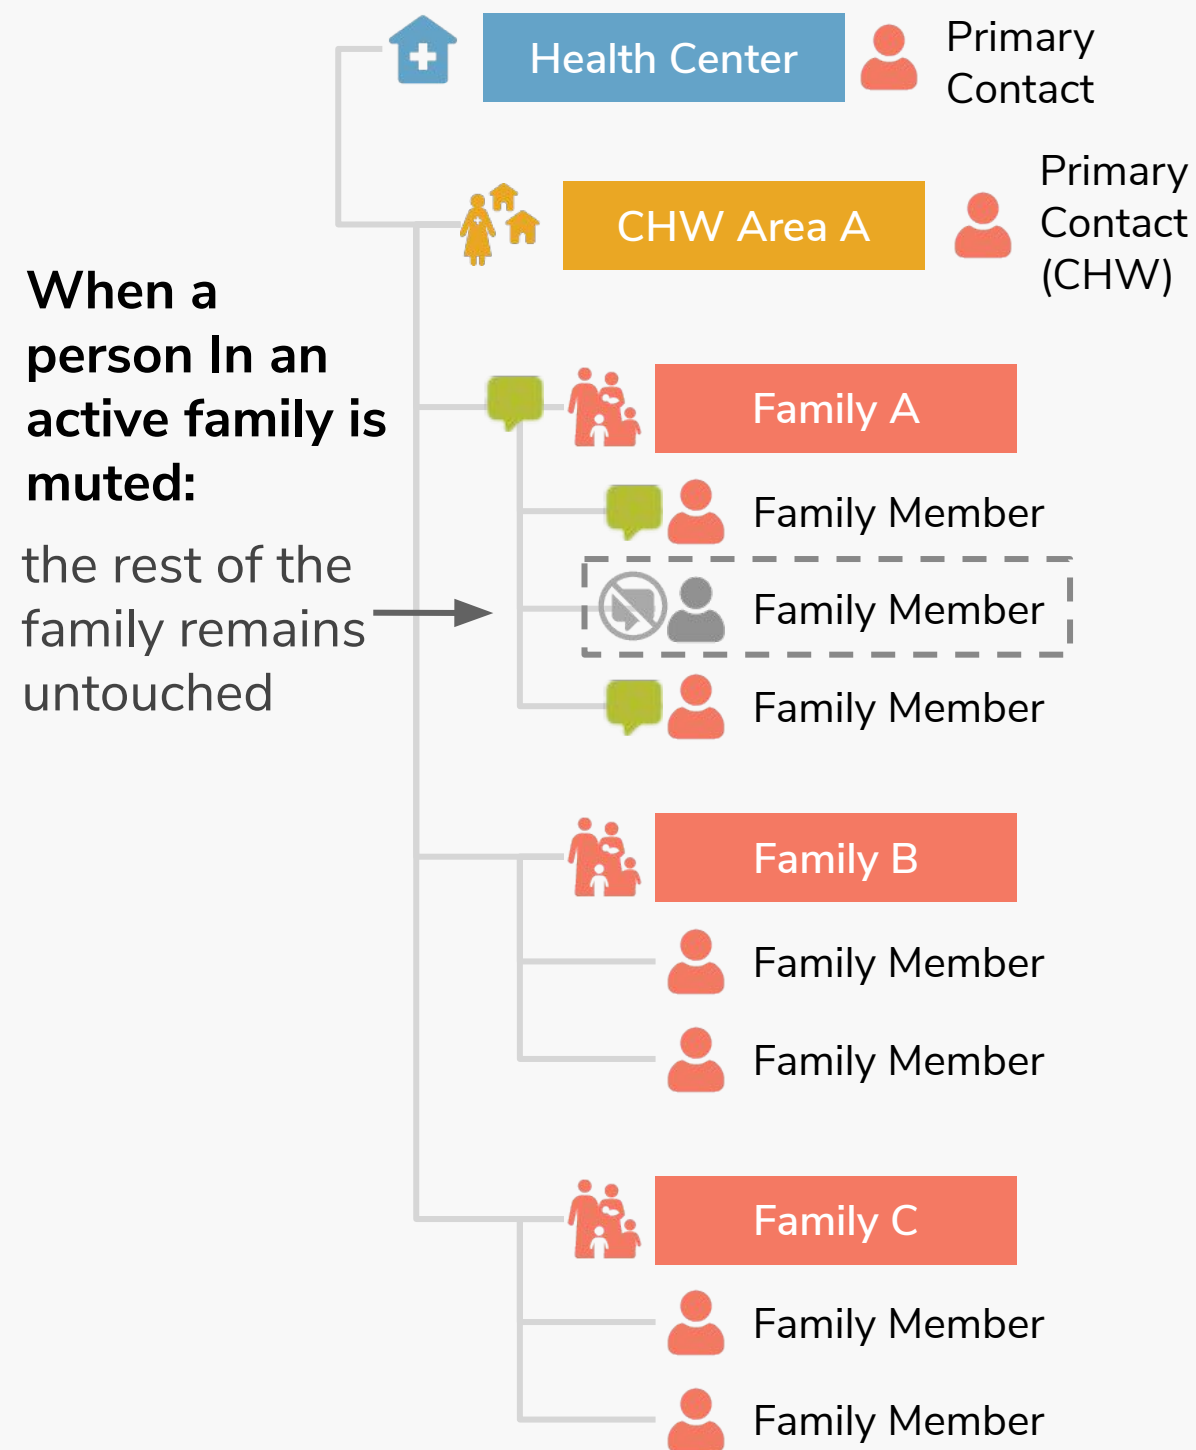 Health Center
Primary
Contact
CHW Area A
Primary
Contact
(CHW)
When a
person In an
active family is
muted:
the rest of the
family remains
untouched
Family A
Family Member
Family Member
Family Member
Family B
Family Member
Family Member
Family C
Family Member
Family Member